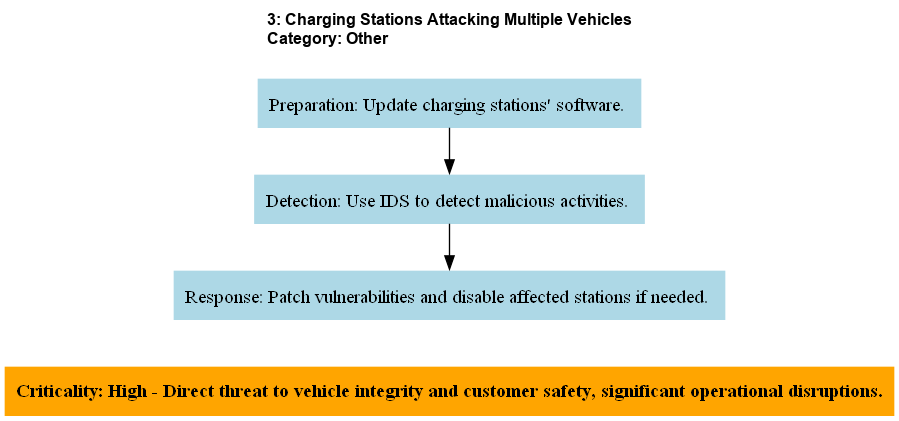 3: Charging Stations Attacking Multiple Vehicles
Category: Other
Preparation: Update charging stations' software.
Detection: Use IDS to detect malicious activities.
Response: Patch vulnerabilities and disable affected stations if needed.
Criticality: High - Direct threat to vehicle integrity and customer safety, significant operational disruptions.